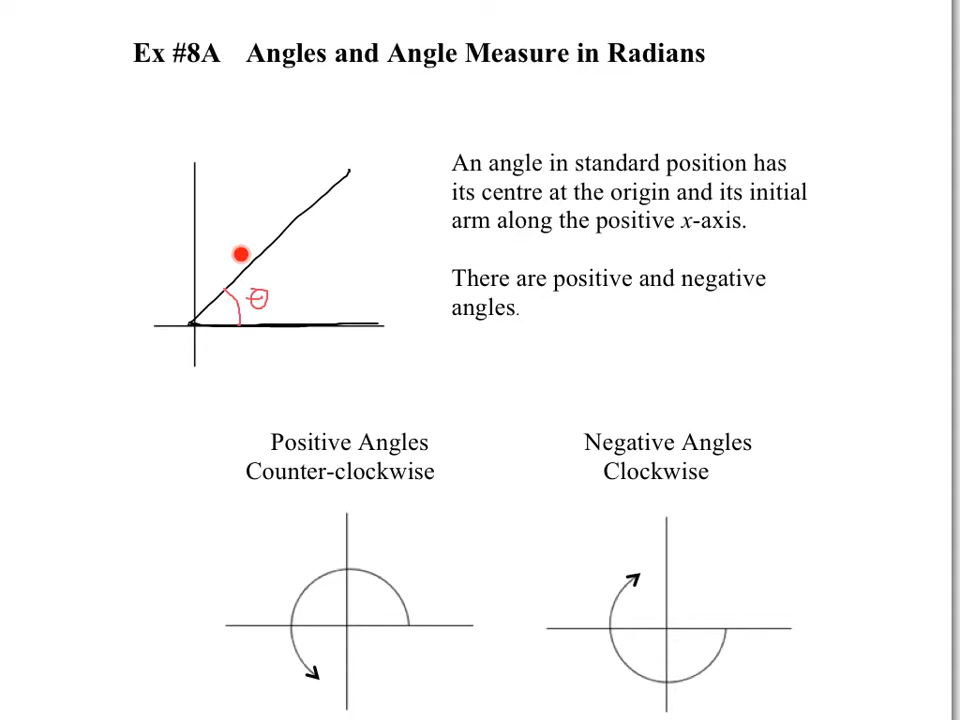 Ex #8A Angles and Angle Measure in Radians
An angle in standard position has
its centre at the origin and its initial
arm along the positive x-axis.
There are positive and negative
angles.
θ
Positive Angles
Counter-clockwise
Negative Angles
Clockwise